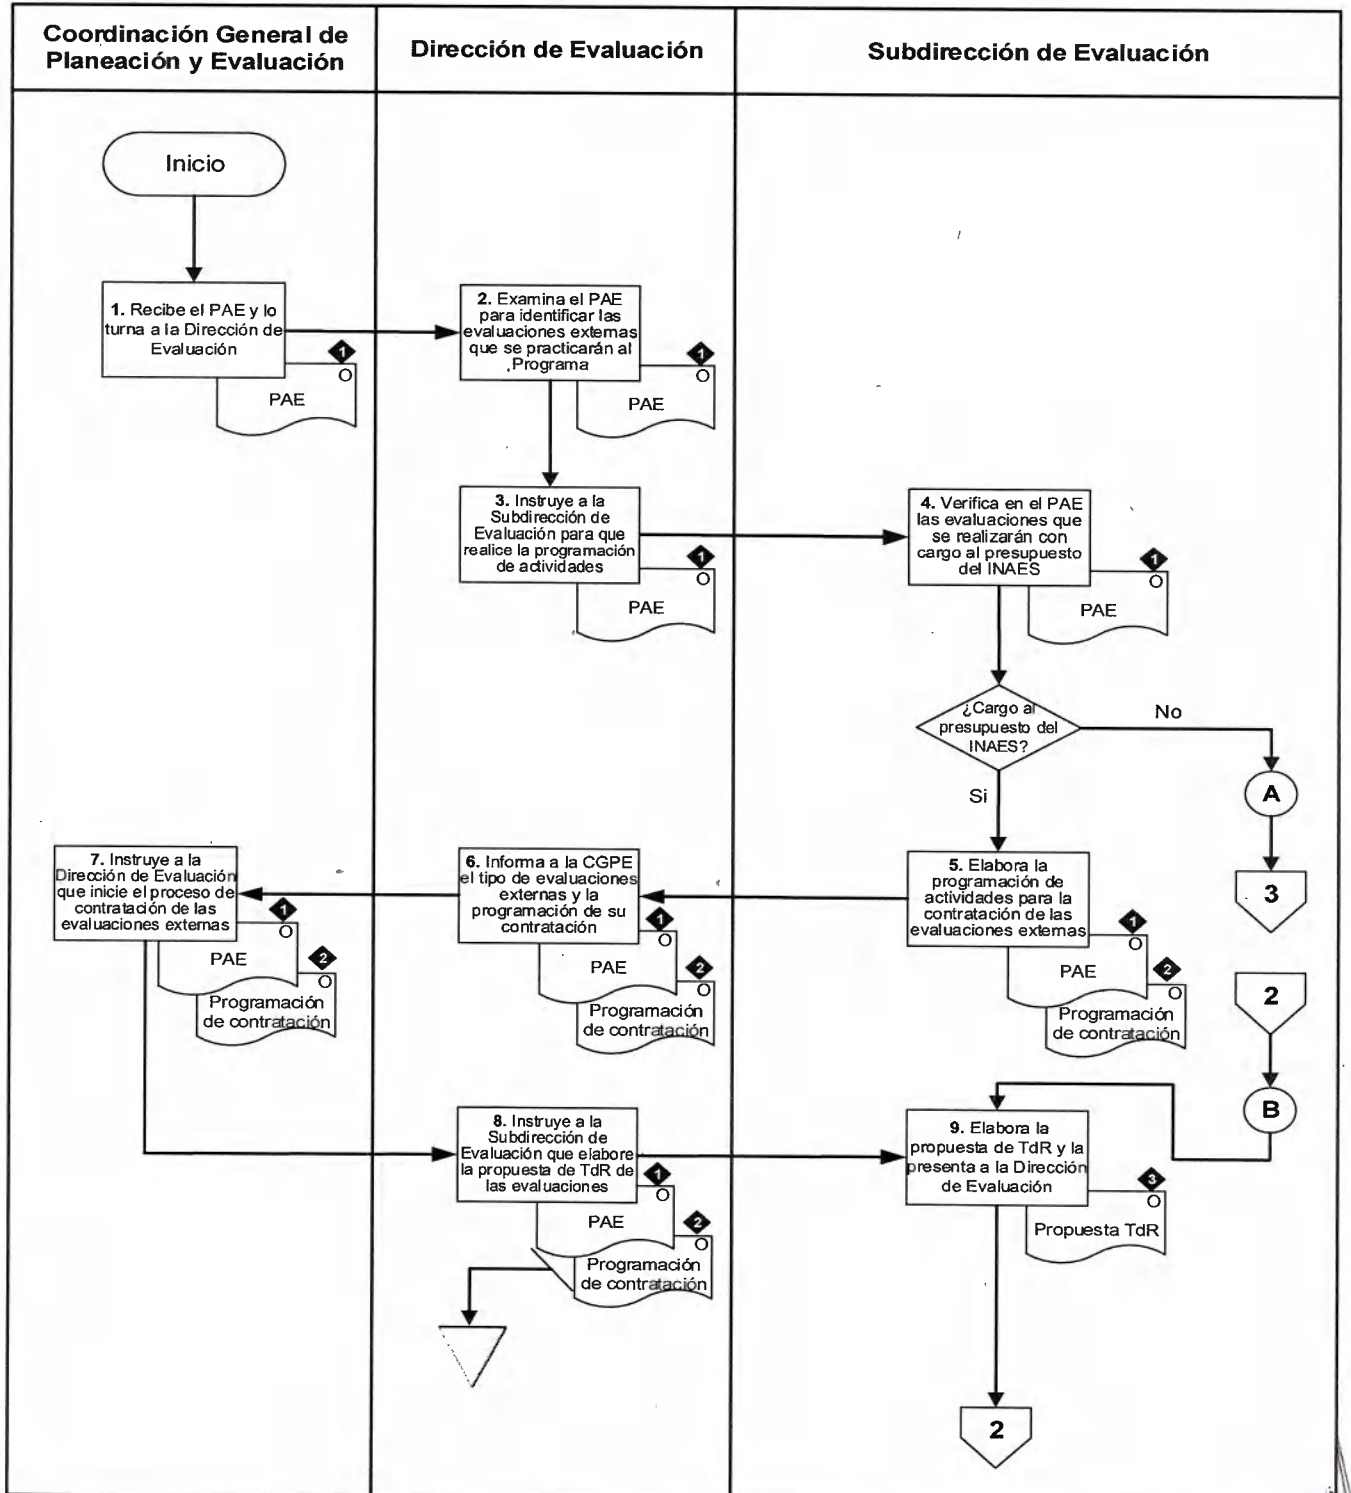 Coordinación General de
Planeación y Evaluación
Dirección de Evaluación
Subdirección de Evaluación
Inicio
1. Recibe el PAE y lo
turna a la Dirección de
Evaluación
1
O
PAE
2. Examina el PAE
para identificar las
evaluaciones externas
que se practicarán al
Programa
1
O
PAE
3. Instruye a la
Subdirección de
Evaluación para que
realice la programación
de actividades
1
O
PAE
4. Verifica en el PAE
las evaluaciones que
se realizarán con
cargo al presupuesto
del INAES
1
O
PAE
¿Cargo al
presupuesto del
INAES?
No
Si
A
3
5. Elabora la
programación de
actividades para la
contratación de las
evaluaciones externas
1
O
PAE
2
O
Programación
de contratación
6. Informa a la CGPE
el tipo de evaluaciones
externas y la
programación de su
contratación
1
O
PAE
2
O
Programación
de contratación
7. Instruye a la
Dirección de Evaluación
que inicie el proceso de
contratación de las
evaluaciones externas
1
O
PAE
2
O
Programación
de contratación
8. Instruye a la
Subdirección de
Evaluación que elabore
la propuesta de TdR de
las evaluaciones
1
O
PAE
2
O
Programación
de contratación
2
B
9. Elabora la
propuesta de TdR y la
presenta a la Dirección
de Evaluación
3
O
Propuesta TdR
2